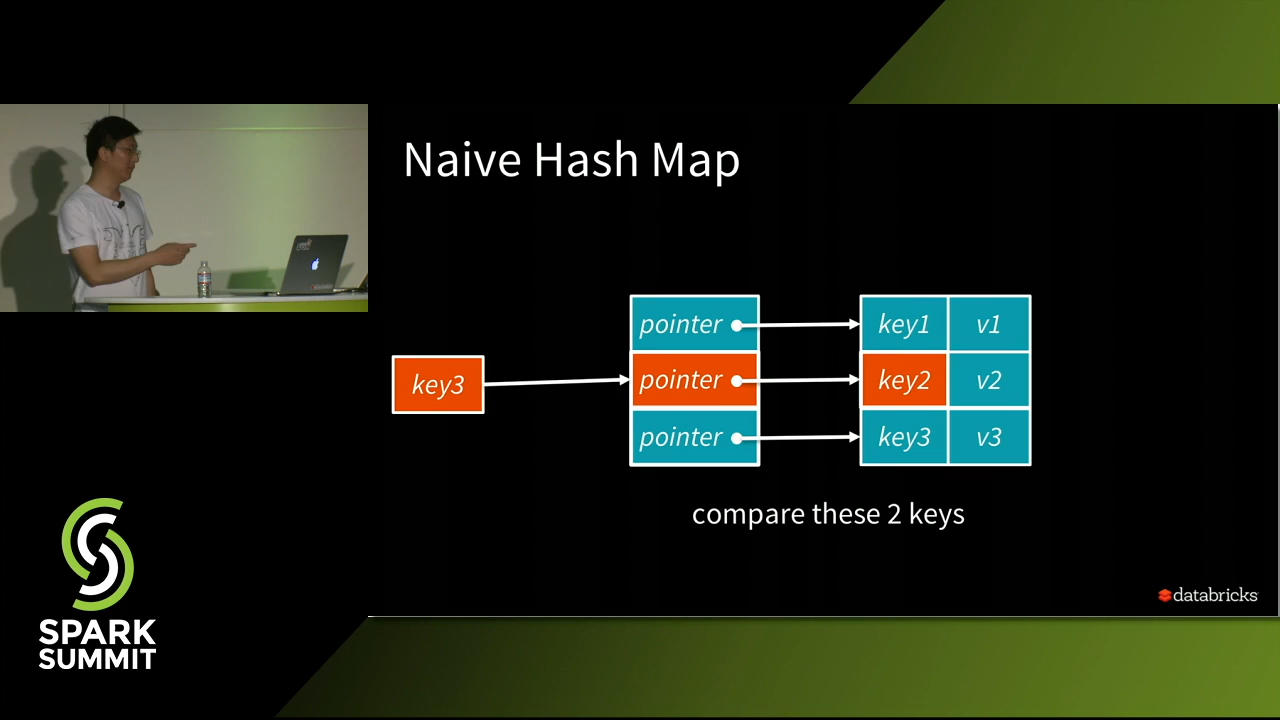 Naive Hash Map
pointer
key1 v1
key3
pointer
key2 v2
pointer
key3 v3
compare these 2 keys
databricks
SPARK
SUMMIT